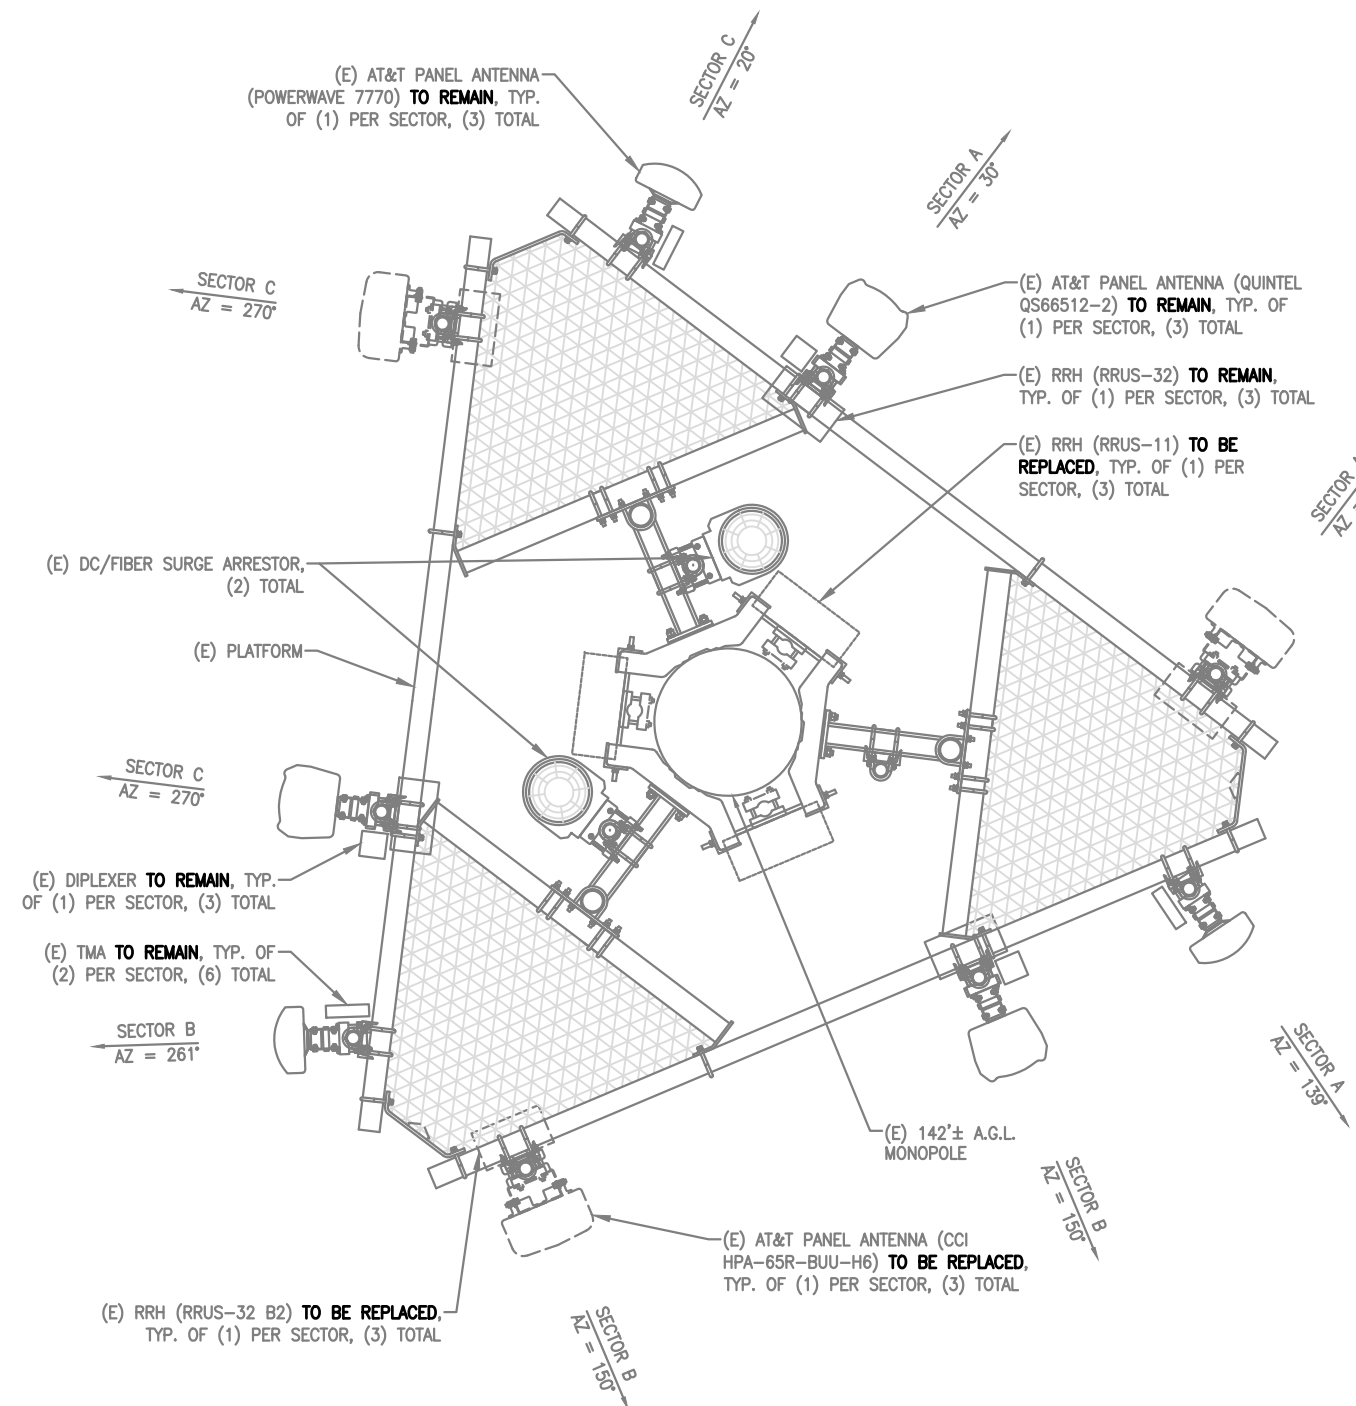 SECTOR C
AZ = 20°
(E) AT&T PANEL ANTENNA
(POWERWAVE 7770) TO REMAIN, TYP.
OF (1) PER SECTOR, (3) TOTAL
SECTOR A
AZ = 30°
SECTOR C
AZ = 270°
(E) AT&T PANEL ANTENNA (QUINTEL
QS66512-2) TO REMAIN, TYP. OF
(1) PER SECTOR, (3) TOTAL
(E) RRH (RRUS-32) TO REMAIN,
TYP. OF (1) PER SECTOR, (3) TOTAL
(E) RRH (RRUS-11) TO BE
REPLACED, TYP. OF (1) PER
SECTOR, (3) TOTAL
SECTOR
AZ
(E) DC/FIBER SURGE ARRESTOR,
(2) TOTAL
(E) PLATFORM
SECTOR C
AZ = 270°
(E) DIPLEXER TO REMAIN, TYP.
OF (1) PER SECTOR, (3) TOTAL
(E) TMA TO REMAIN, TYP. OF
(2) PER SECTOR, (6) TOTAL
SECTOR B
AZ = 261°
SECTOR A
AZ = 139°
(E) 142'± A.G.L.
MONOPOLE
SECTOR B
AZ = 150°
(E) AT&T PANEL ANTENNA (CCI
HPA-65R-BUU-H6) TO BE REPLACED,
TYP. OF (1) PER SECTOR, (3) TOTAL
(E) RRH (RRUS-32 B2) TO BE REPLACED,
TYP. OF (1) PER SECTOR, (3) TOTAL
SECTOR B
AZ = 150°